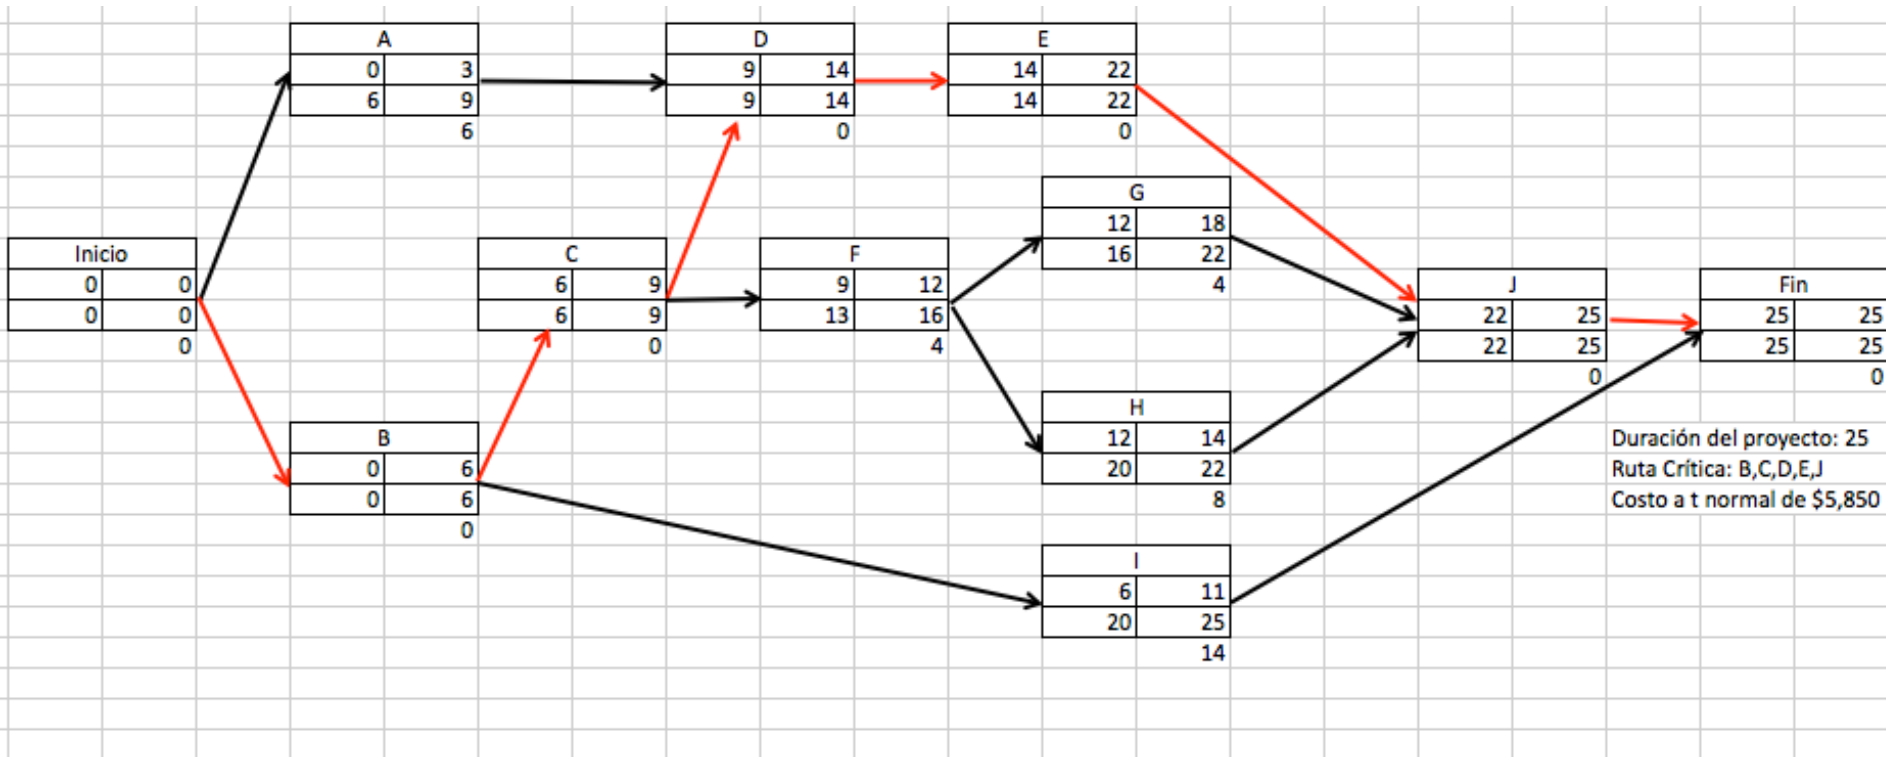 A
0 3
6 9
6
D
9 14
9 14
0
E
14 22
14 22
0
G
12 18
16 22
4
Inicio
0 0
0 0
0
C
6 9
6 9
0
F
9 12
13 16
4
J
22 25
22 25
0
Fin
25 25
25 25
0
B
0 6
0 6
0
H
12 14
20 22
8
Duración del proyecto: 25
Ruta Crítica: B,C,D,E,J
Costo a t normal de $5,850
I
6 11
20 25
14